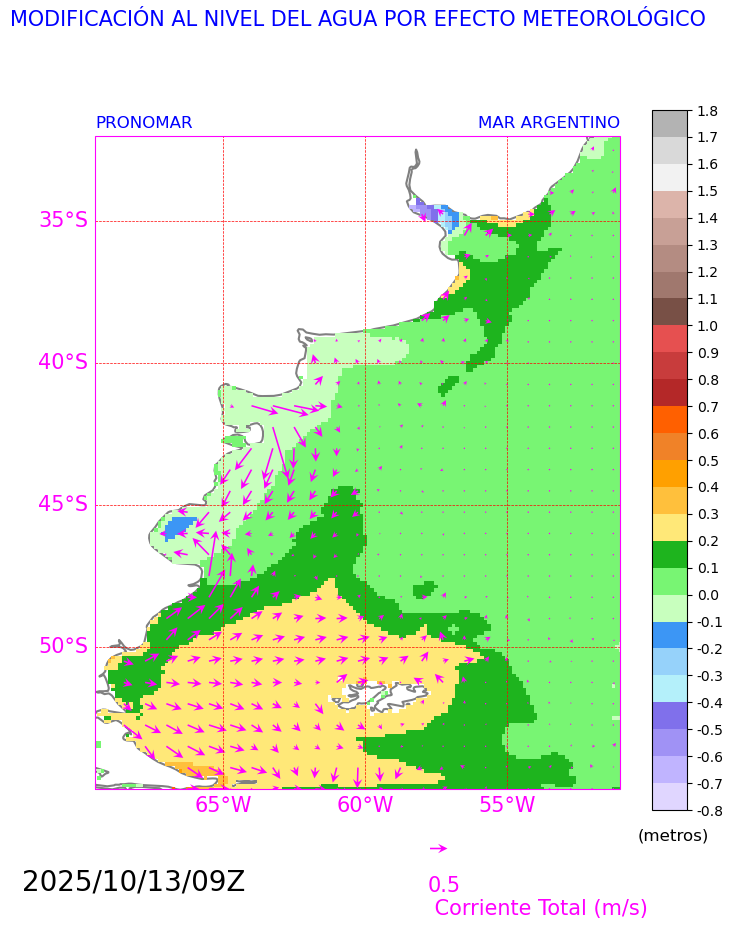 MODIFICACIÓN AL NIVEL DEL AGUA POR EFECTO METEOROLÓGICO
PRONOMAR
MAR ARGENTINO
35°S
40°S
45°S
50°S
65°W
60°W
55°W
1.8
1.7
1.6
1.5
1.4
1.3
1.2
1.1
1.0
0.9
0.8
0.7
0.6
0.5
0.4
0.3
0.2
0.1
0.0
-0.1
-0.2
-0.3
-0.4
-0.5
-0.6
-0.7
-0.8
(metros)
2025/10/13/09Z
0.5
Corriente Total (m/s)